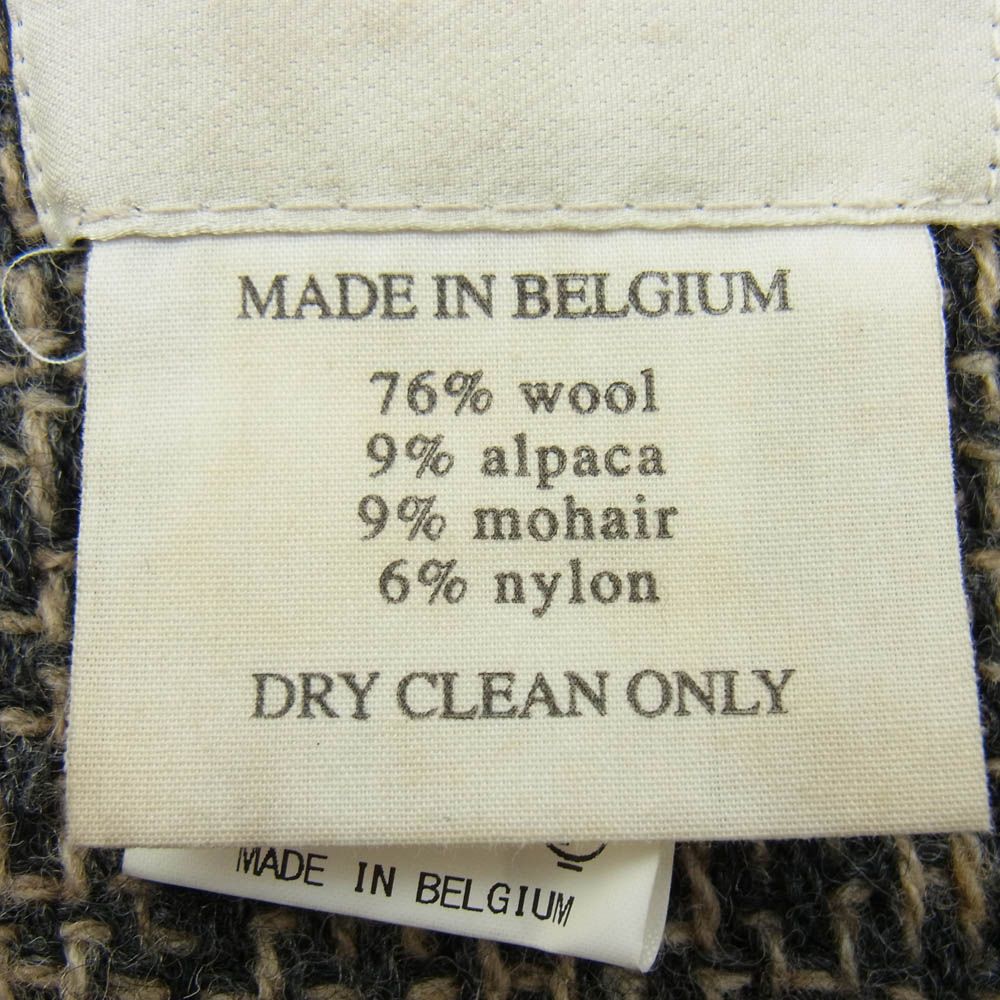 MADE IN BELGIUM
76% wool
9% alpaca
9% mohair
6% nylon
DRY CLEAN ONLY
MADE IN BELGIUM